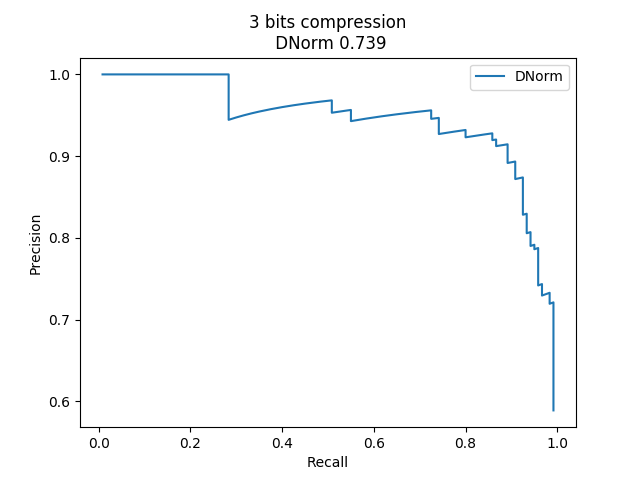 3 bits compression
DNorm 0.739
DNorm
1.0
0.9
0.8
0.7
0.6
Precision
0.0 0.2 0.4 0.6 0.8 1.0
Recall